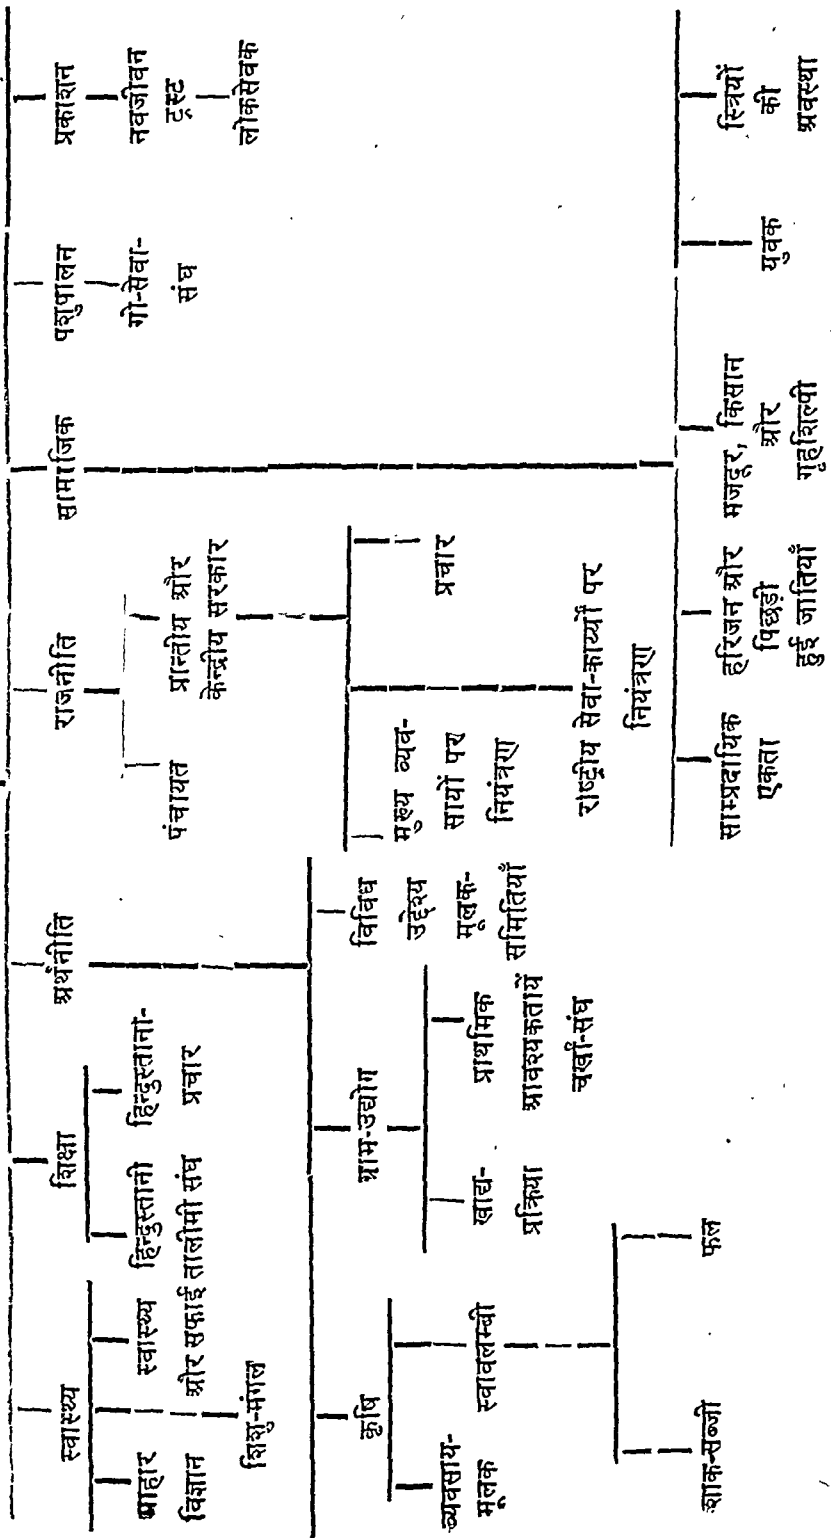 स्वास्थ्य
आहार
विज्ञान
शिशु-मंगल
स्वास्थ्य
और सफाई
शिक्षा
हिन्दुस्तानी
तालीमी संघ
हिन्दुस्ताना-
प्रचार
अर्थनीति
कृषि
व्यवसाय-
मूलक
स्वावलम्बी
शाक-सब्जी
फल
ग्राम-उद्योग
खाद्य-
प्रक्रिया
प्राथमिक
आवश्यकतायें
चर्खा-संघ
विविध
उद्देश्य
मूलक-
समितियाँ
राजनीति
पंचायत
प्रान्तीय और
केन्द्रीय सरकार
मुख्य व्यव-
सायों पर
नियंत्रण
राष्ट्रीय सेवा-कार्य्यों पर
नियंत्रण
प्रचार
सामाजिक
साम्प्रदायिक
एकता
हरिजन और
पिछड़ी
हुई जातियाँ
मजदूर, किसान
और
गृहशिल्पी
युवक
स्त्रियों
की
अवस्था
पशुपालन
गो-सेवा-
संघ
प्रकाशन
नवजीवन
ट्रस्ट
लोकसेवक